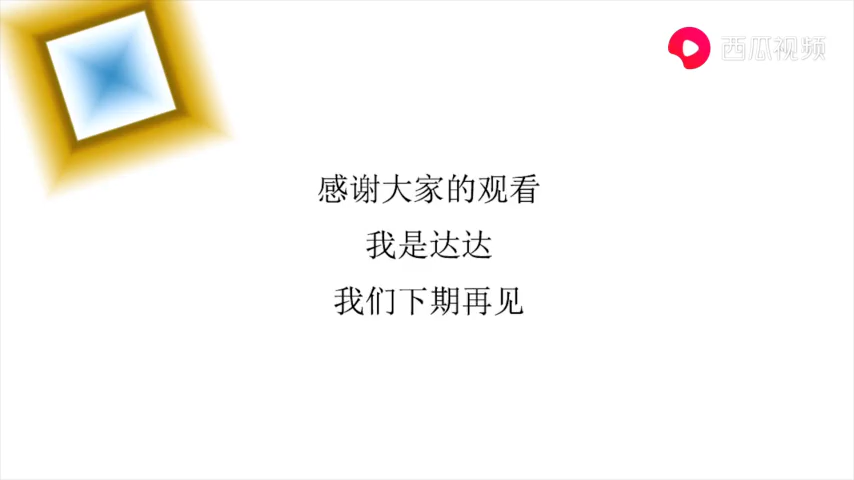 西瓜视频
感谢大家的观看
我是达达
我们下期再见